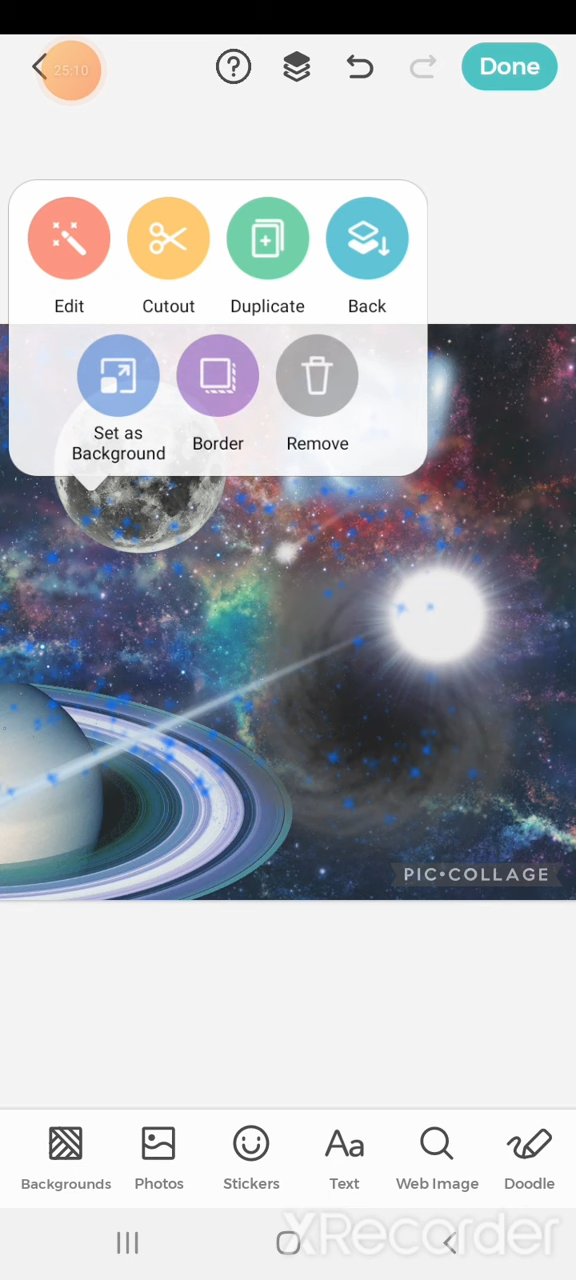 25:10
Done
Edit Cutout Duplicate Back
Set as
Background Border Remove
PIC•COLLAGE
Backgrounds Photos Stickers Text Web Image Doodle
Aa
XRecorder